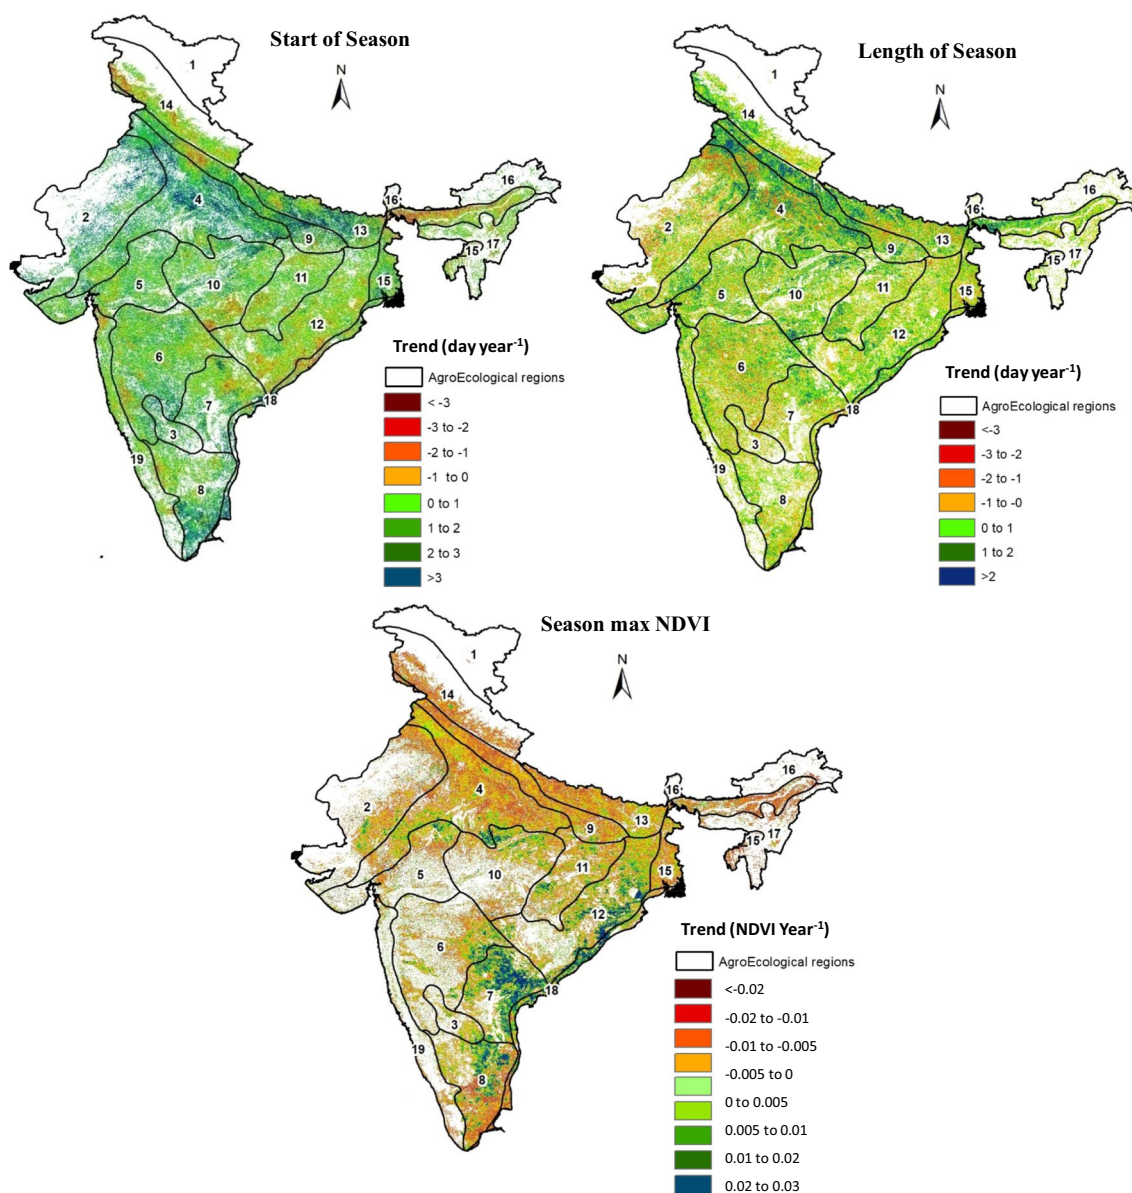 Start of Season
N
1
14
2
4
16
9
13
16
15
17
5
10
11
15
12
6
7
18
3
19
8
Trend (day year⁻¹)
AgroEcological regions
< -3
-3 to -2
-2 to -1
-1 to 0
0 to 1
1 to 2
2 to 3
>3
Length of Season
N
1
14
2
4
16
9
13
16
15
17
5
10
11
15
12
6
7
18
3
19
8
Trend (day year⁻¹)
AgroEcological regions
<-3
-3 to -2
-2 to -1
-1 to -0
0 to 1
1 to 2
>2
Season max NDVI
N
1
14
2
4
16
9
13
16
15
17
5
10
11
15
12
6
7
18
3
19
8
Trend (NDVI Year⁻¹)
AgroEcological regions
<-0.02
-0.02 to -0.01
-0.01 to -0.005
-0.005 to 0
0 to 0.005
0.005 to 0.01
0.01 to 0.02
0.02 to 0.03